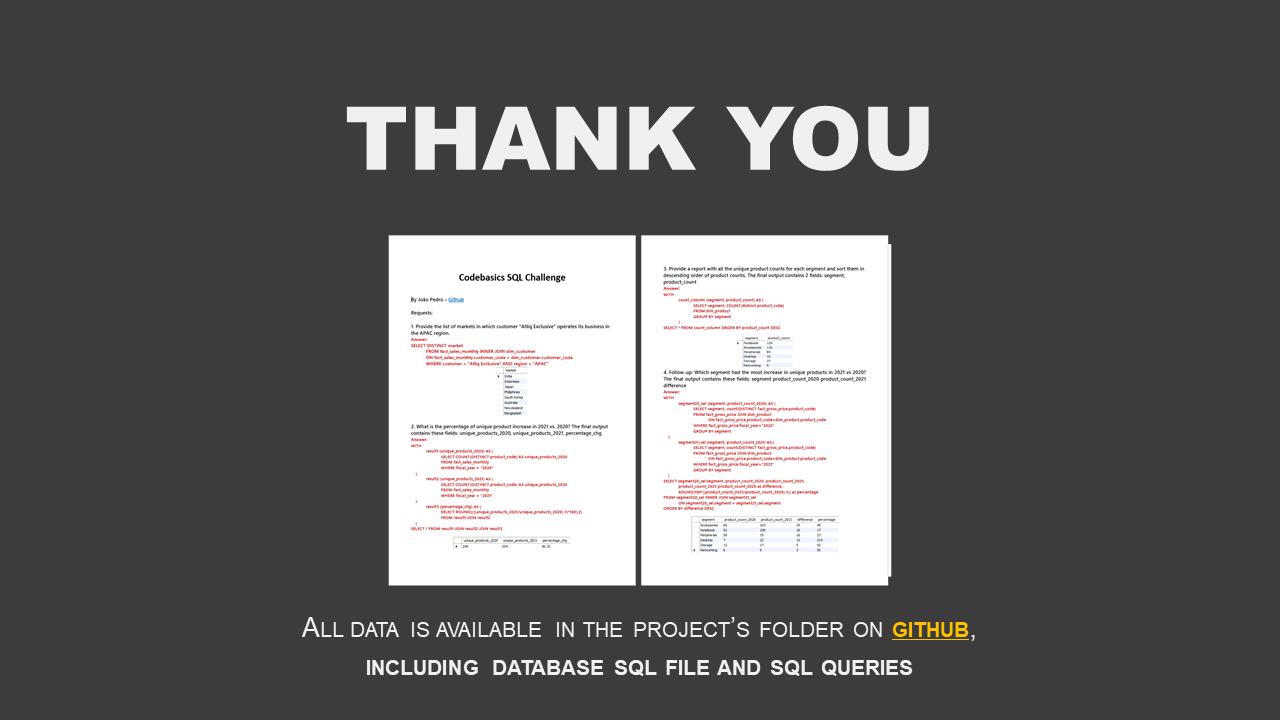 THANK YOU
Codebasics SQL Challenge
By João Pedro – Github
Requests:
1. Provide the list of markets in which customer "Atliq Exclusive" operates its business in
the APAC region.
Answer:
SELECT DISTINCT market
FROM fact_sales_monthly INNER JOIN dim_customer
ON fact_sales_monthly.customer_code = dim_customer.customer_code
WHERE customer = "Atliq Exclusive" AND region = "APAC"
market
India
Indonesia
Japan
Philiphines
South Korea
Australia
Newzealand
Bangladesh
2. What is the percentage of unique product increase in 2021 vs. 2020? The final output
contains these fields: unique_products_2020, unique_products_2021, percentage_chg
Answer:
WITH
result1 (unique_products_2020) AS (
SELECT COUNT(DISTINCT product_code) AS unique_products_2020
FROM fact_sales_monthly
WHERE fiscal_year = "2020"
),
result2 (unique_products_2021) AS (
SELECT COUNT(DISTINCT product_code) AS unique_products_2020
FROM fact_sales_monthly
WHERE fiscal_year = "2021"
),
result3 (percentage_chg) AS (
SELECT ROUND((((unique_products_2021/unique_products_2020)-1)*100),2)
FROM result1 JOIN result2
)
SELECT * FROM result1 JOIN result2 JOIN result3
unique_products_2020 unique_products_2021 percentage_chg
245 334 36.33
3. Provide a report with all the unique product counts for each segment and sort them in
descending order of product counts. The final output contains 2 fields: segment,
product_count
Answer:
WITH
count_column (segment, product_count) AS (
SELECT segment, COUNT(distinct product_code)
FROM dim_product
GROUP BY segment
)
SELECT * FROM count_column ORDER BY product_count DESC
segment product_count
Notebook 129
Accessories 116
Peripherals 84
Desktop 32
Storage 27
Networking 9
4. Follow-up: Which segment had the most increase in unique products in 2021 vs 2020?
The final output contains these fields: segment product_count_2020 product_count_2021
difference
Answer:
WITH
segment20_sel (segment, product_count_2020) AS (
SELECT segment, count(DISTINCT fact_gross_price.product_code)
FROM fact_gross_price JOIN dim_product
ON fact_gross_price.product_code=dim_product.product_code
WHERE fact_gross_price.fiscal_year="2020"
GROUP BY segment
),
segment21_sel (segment, product_count_2021) AS (
SELECT segment, count(DISTINCT fact_gross_price.product_code)
FROM fact_gross_price JOIN dim_product
ON fact_gross_price.product_code=dim_product.product_code
WHERE fact_gross_price.fiscal_year="2021"
GROUP BY segment
)
SELECT segment20_sel.segment, product_count_2020, product_count_2021,
product_count_2021-product_count_2020 as difference,
FROM segment20_sel INNER JOIN segment21_sel
ON segment20_sel.segment = segment21_sel.segment
ORDER BY difference DESC
segment product_count_2020 product_count_2021 difference percentage
Accessories 69 103 34 49
Notebook 92 108 16 17
Peripherals 59 75 16 27
Desktop 7 22 15 214
Storage 12 17 5 42
Networking 6 9 3 50
ALL DATA IS AVAILABLE IN THE PROJECT'S FOLDER ON GITHUB,
INCLUDING DATABASE SQL FILE AND SQL QUERIES